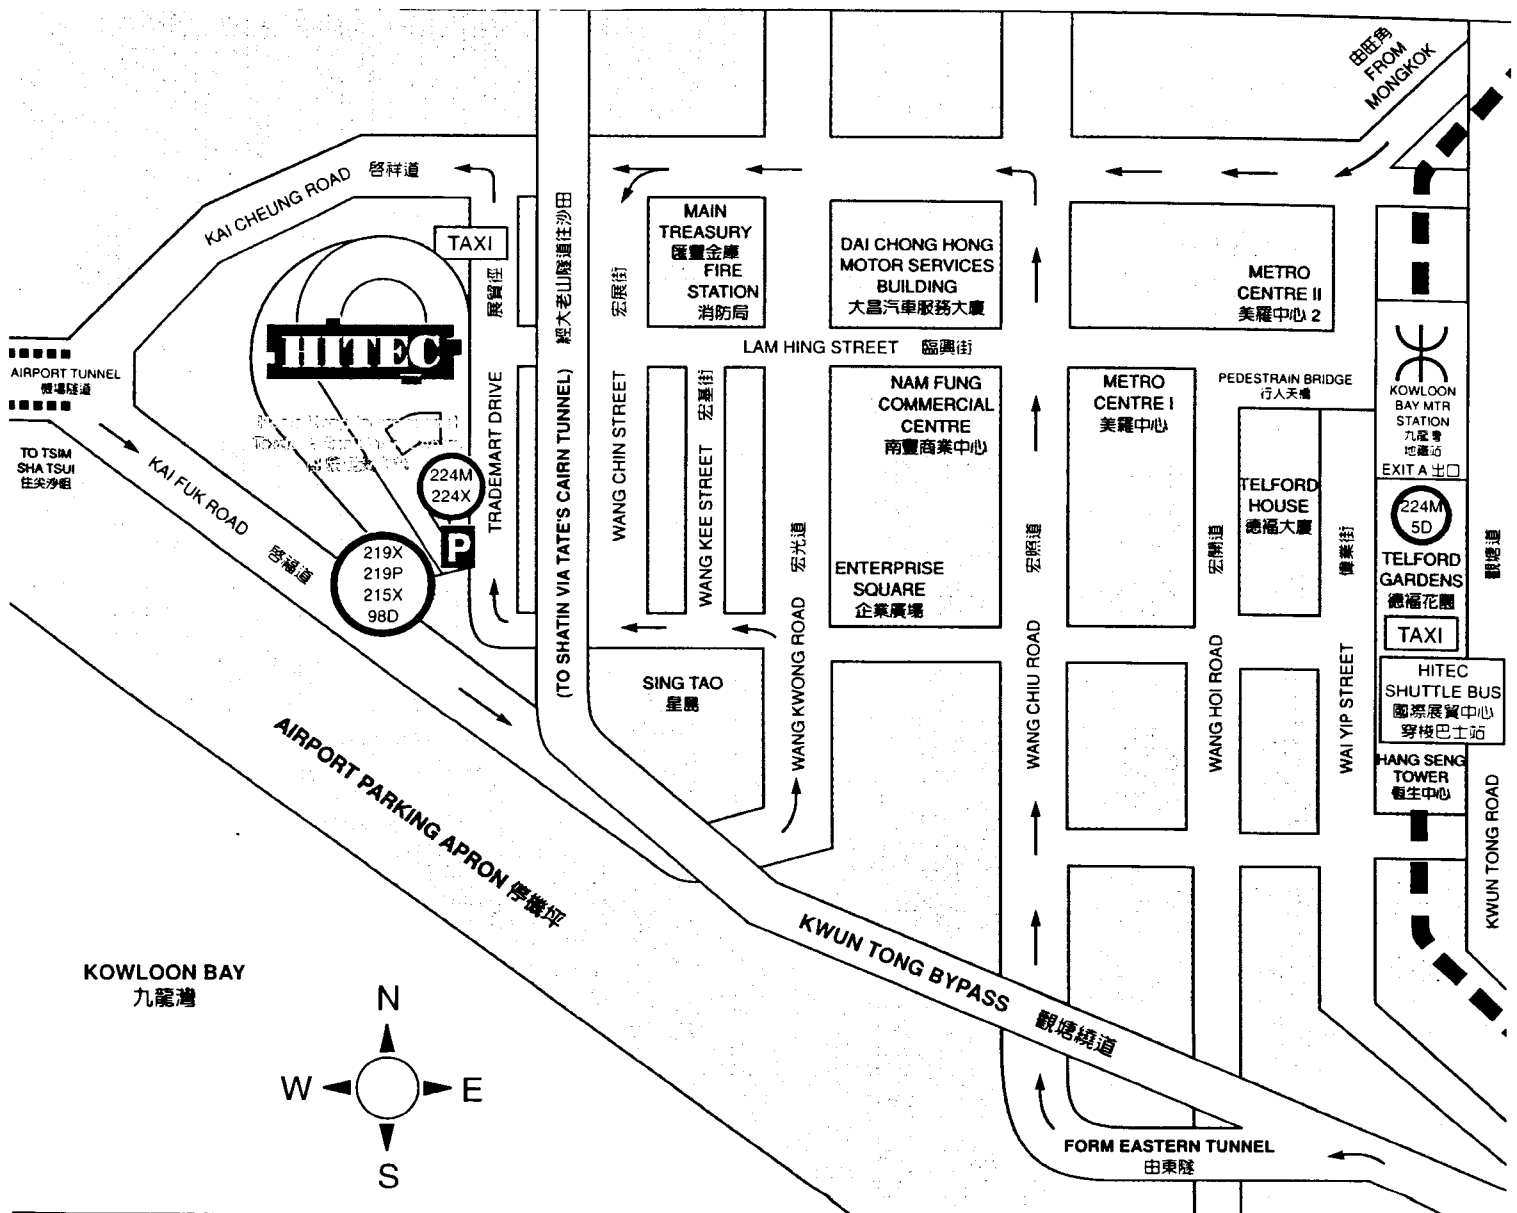 由旺角
FROM
MONGKOK
KAI CHEUNG ROAD 啓祥道
TAXI
展貿徑
TRADEMART DRIVE
經大老山隧道往沙田
(TO SHATIN VIA TATE'S CAIRN TUNNEL)
宏展街
WANG CHIN STREET
MAIN
TREASURY
匯豐金庫
FIRE
STATION
消防局
DAI CHONG HONG
MOTOR SERVICES
BUILDING
大昌汽車服務大廈
METRO
CENTRE II
美羅中心 2
HITEC
LAM HING STREET 臨興街
AIRPORT TUNNEL
機場隧道
TO TSIM
SHA TSUI
往尖沙咀
KAI FUK ROAD 啓福道
224M
224X
P
219X
219P
215X
98D
宏基街
WANG KEE STREET
宏光道
WANG KWONG ROAD
NAM FUNG
COMMERCIAL
CENTRE
南豐商業中心
ENTERPRISE
SQUARE
企業廣場
宏照道
WANG CHIU ROAD
METRO
CENTRE I
美羅中心
宏開道
WANG HOI ROAD
PEDESTRAIN BRIDGE
行人天橋
TELFORD
HOUSE
德福大廈
偉業街
WAI YIP STREET
KOWLOON
BAY MTR
STATION
九龍灣
地鐵站
EXIT A 出口
224M
5D
TELFORD
GARDENS
德福花園
TAXI
HITEC
SHUTTLE BUS
國際展貿中心
穿梭巴士站
HANG SENG
TOWER
恆生中心
觀塘道
KWUN TONG ROAD
SING TAO
星島
AIRPORT PARKING APRON 停機坪
KWUN TONG BYPASS 觀塘繞道
KOWLOON BAY
九龍灣
N
W
E
S
FORM EASTERN TUNNEL
由東隧